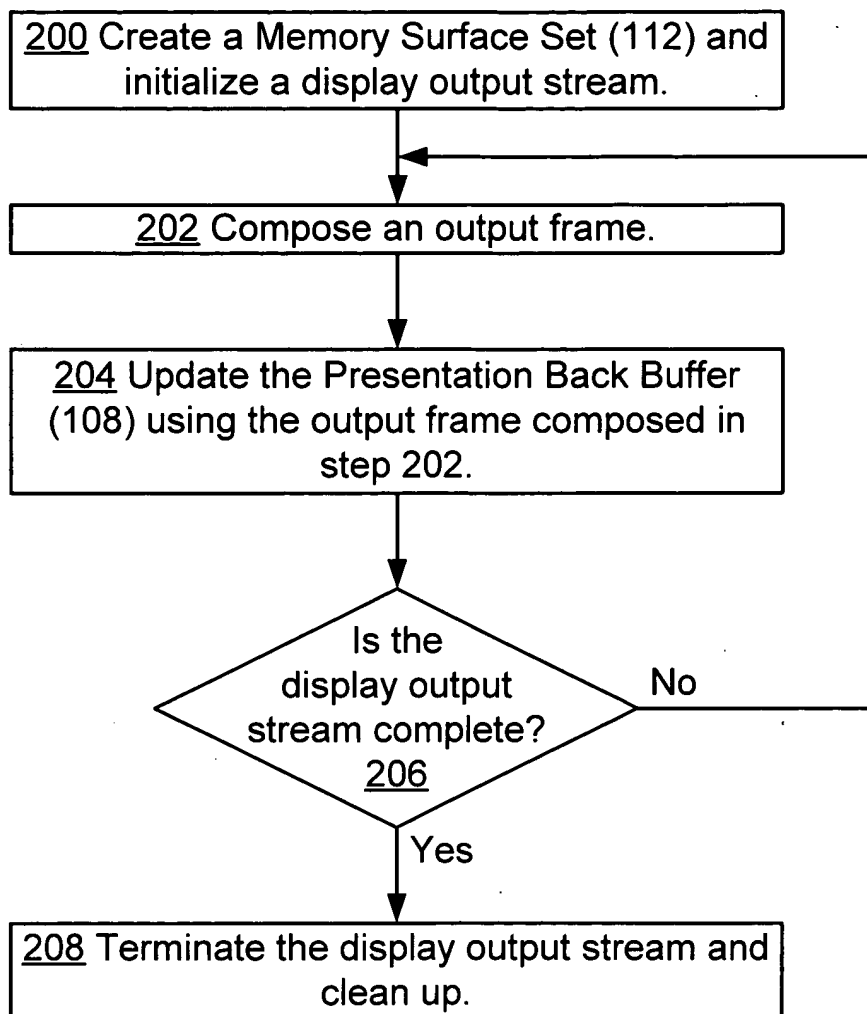 200 Create a Memory Surface Set (112) and
initialize a display output stream.
202 Compose an output frame.
204 Update the Presentation Back Buffer
(108) using the output frame composed in
step 202.
Is the
display output
stream complete?
206
No
Yes
208 Terminate the display output stream and
clean up.